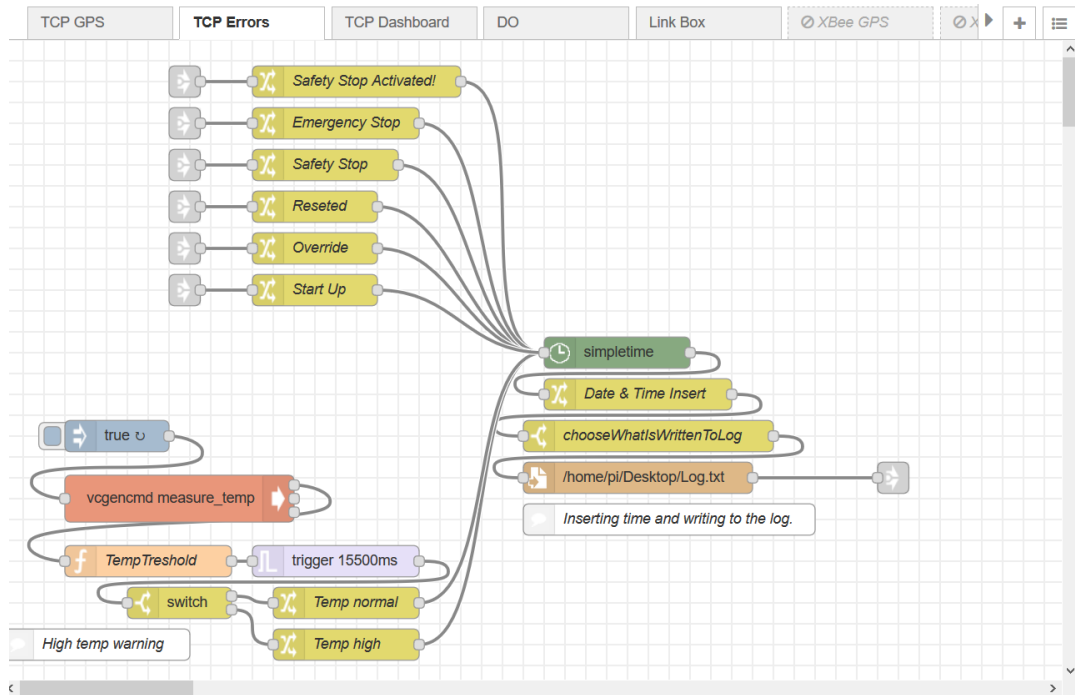 TCP GPS
TCP Errors
TCP Dashboard
DO
Link Box
XBee GPS
Safety Stop Activated!
Emergency Stop
Safety Stop
Reseted
Override
Start Up
simpletime
Date & Time Insert
true ↻
chooseWhatIsWrittenToLog
vcgencmd measure_temp
/home/pi/Desktop/Log.txt
Inserting time and writing to the log.
TempTreshold
trigger 15500ms
switch
Temp normal
High temp warning
Temp high